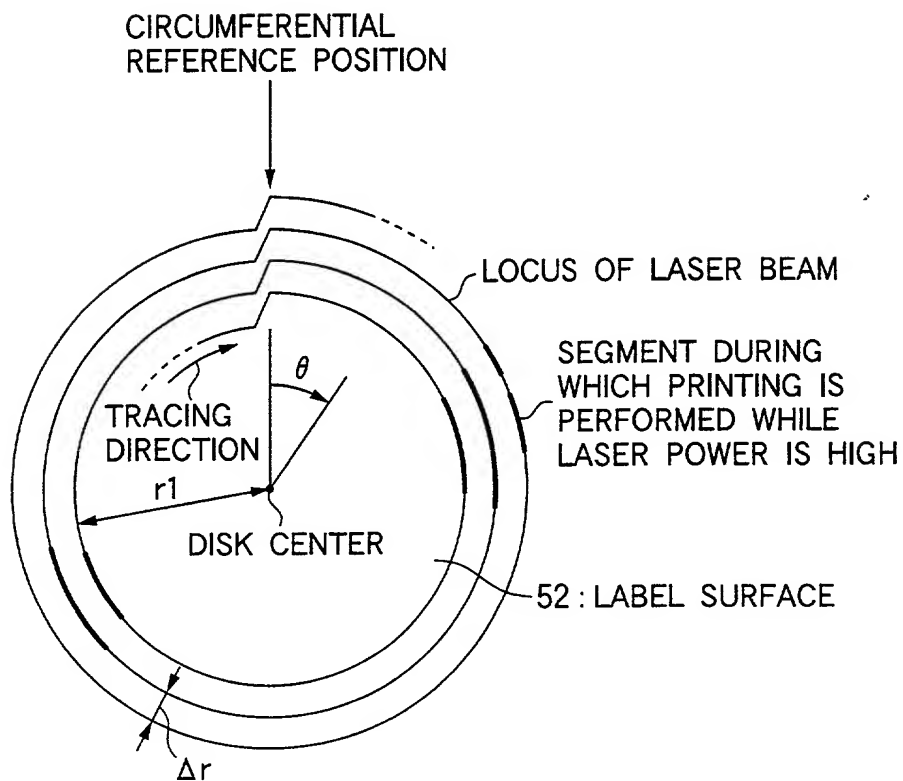 CIRCUMFERENTIAL
REFERENCE POSITION
LOCUS OF LASER BEAM
SEGMENT DURING
WHICH PRINTING IS
PERFORMED WHILE
LASER POWER IS HIGH
θ
TRACING
DIRECTION
r1
DISK CENTER
52 : LABEL SURFACE
Δr